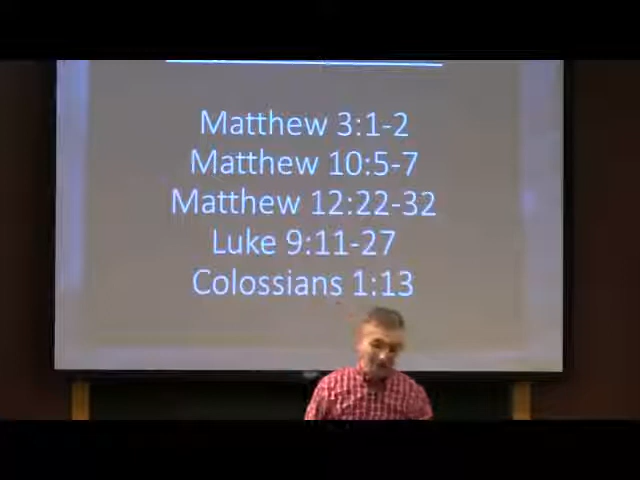 Matthew 3:1-2
Matthew 10:5-7
Matthew 12:22-32
Luke 9:11-27
Colossians 1:13